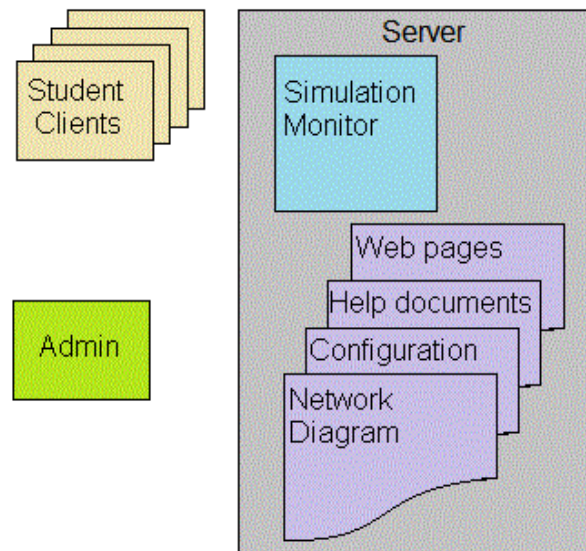 Student
Clients
Admin
Server
Simulation
Monitor
Web pages
Help documents
Configuration
Network
Diagram